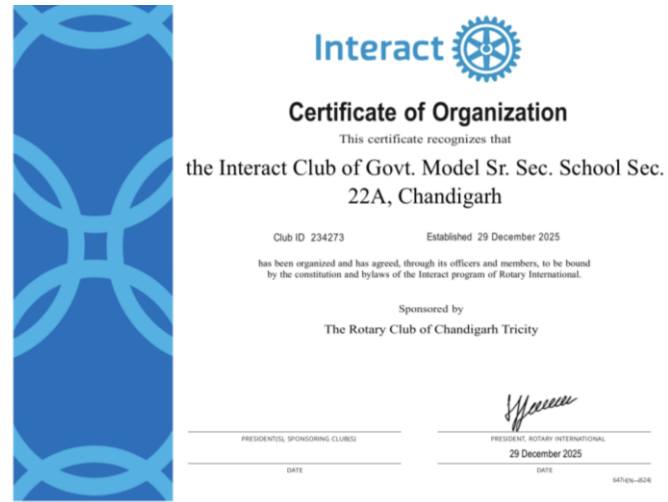 Interact
Certificate of Organization
This certificate recognizes that
the Interact Club of Govt. Model Sr. Sec. School Sec.
22A, Chandigarh
Club ID 234273 Established 29 December 2025
has been organized and has agreed, through its officers and members, to be bound
by the constitution and bylaws of the Interact program of Rotary International.
Sponsored by
The Rotary Club of Chandigarh Tricity
PRESIDENT(S), SPONSORING CLUB(S) PRESIDENT, ROTARY INTERNATIONAL
29 December 2025
DATE DATE